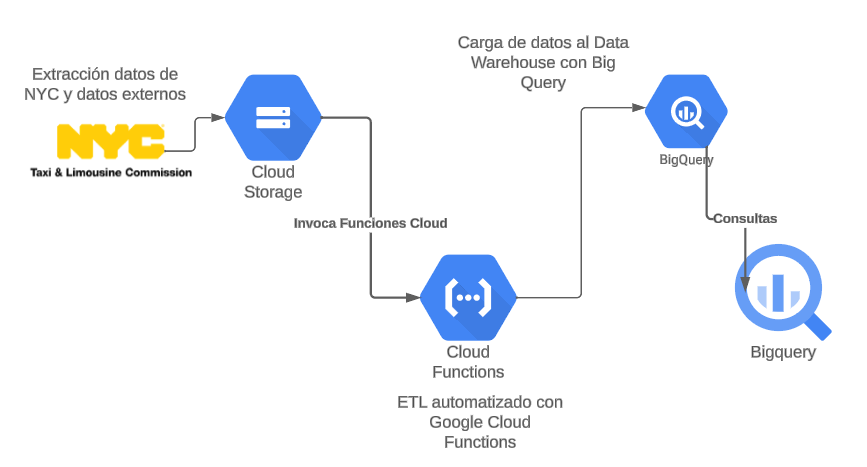 Extracción datos de
NYC y datos externos
NYC
Taxi & Limousine Commission
Cloud
Storage
Invoca Funciones Cloud
Cloud
Functions
ETL automatizado con
Google Cloud
Functions
Carga de datos al Data
Warehouse con Big
Query
BigQuery
Consultas
Bigquery